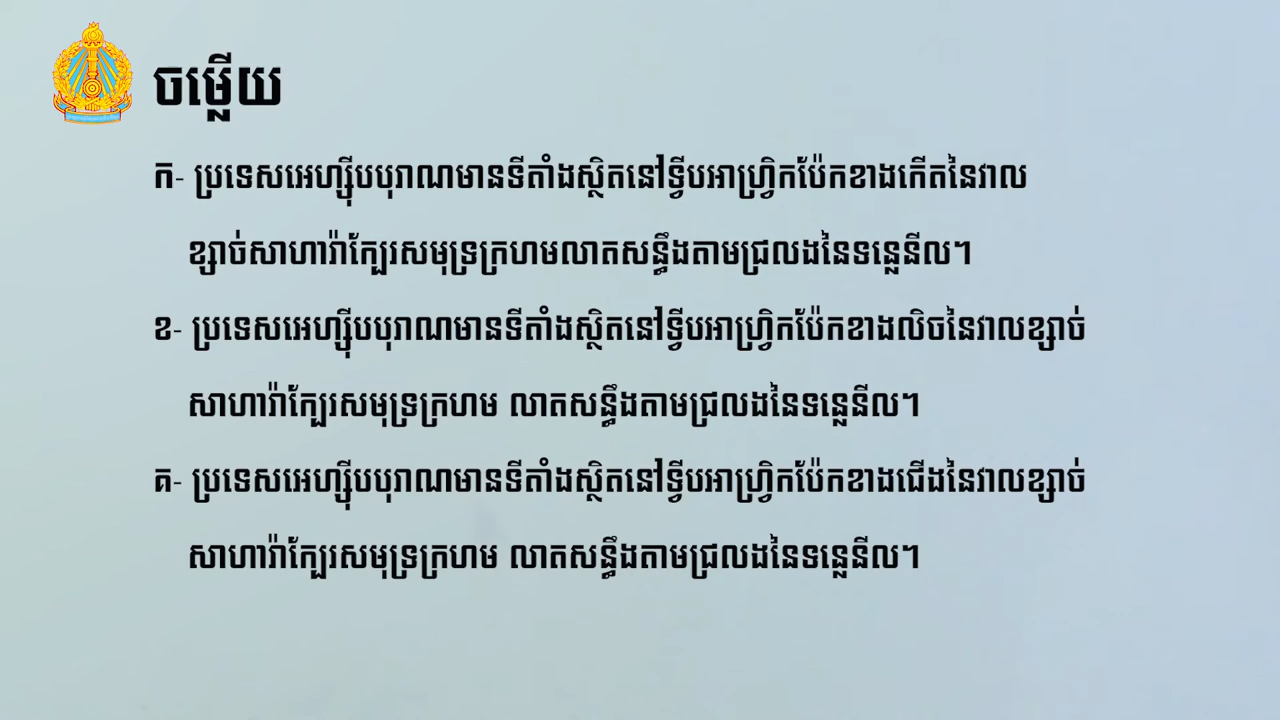 ចម្លើយ
ក- ប្រទេសអេហ្ស៊ីបបុរាណមានទីតាំងស្ថិតនៅទ្វីបអាហ្វ្រិកប៉ែកខាងកើតនៃវាល
ខ្សាច់សាហារ៉ាក្បែរសមុទ្រក្រហមលាតសន្ធឹងតាមជ្រលងនៃទន្លេនីល។
ខ- ប្រទេសអេហ្ស៊ីបបុរាណមានទីតាំងស្ថិតនៅទ្វីបអាហ្វ្រិកប៉ែកខាងលិចនៃវាលខ្សាច់
សាហារ៉ាក្បែរសមុទ្រក្រហម លាតសន្ធឹងតាមជ្រលងនៃទន្លេនីល។
គ- ប្រទេសអេហ្ស៊ីបបុរាណមានទីតាំងស្ថិតនៅទ្វីបអាហ្វ្រិកប៉ែកខាងជើងនៃវាលខ្សាច់
សាហារ៉ាក្បែរសមុទ្រក្រហម លាតសន្ធឹងតាមជ្រលងនៃទន្លេនីល។